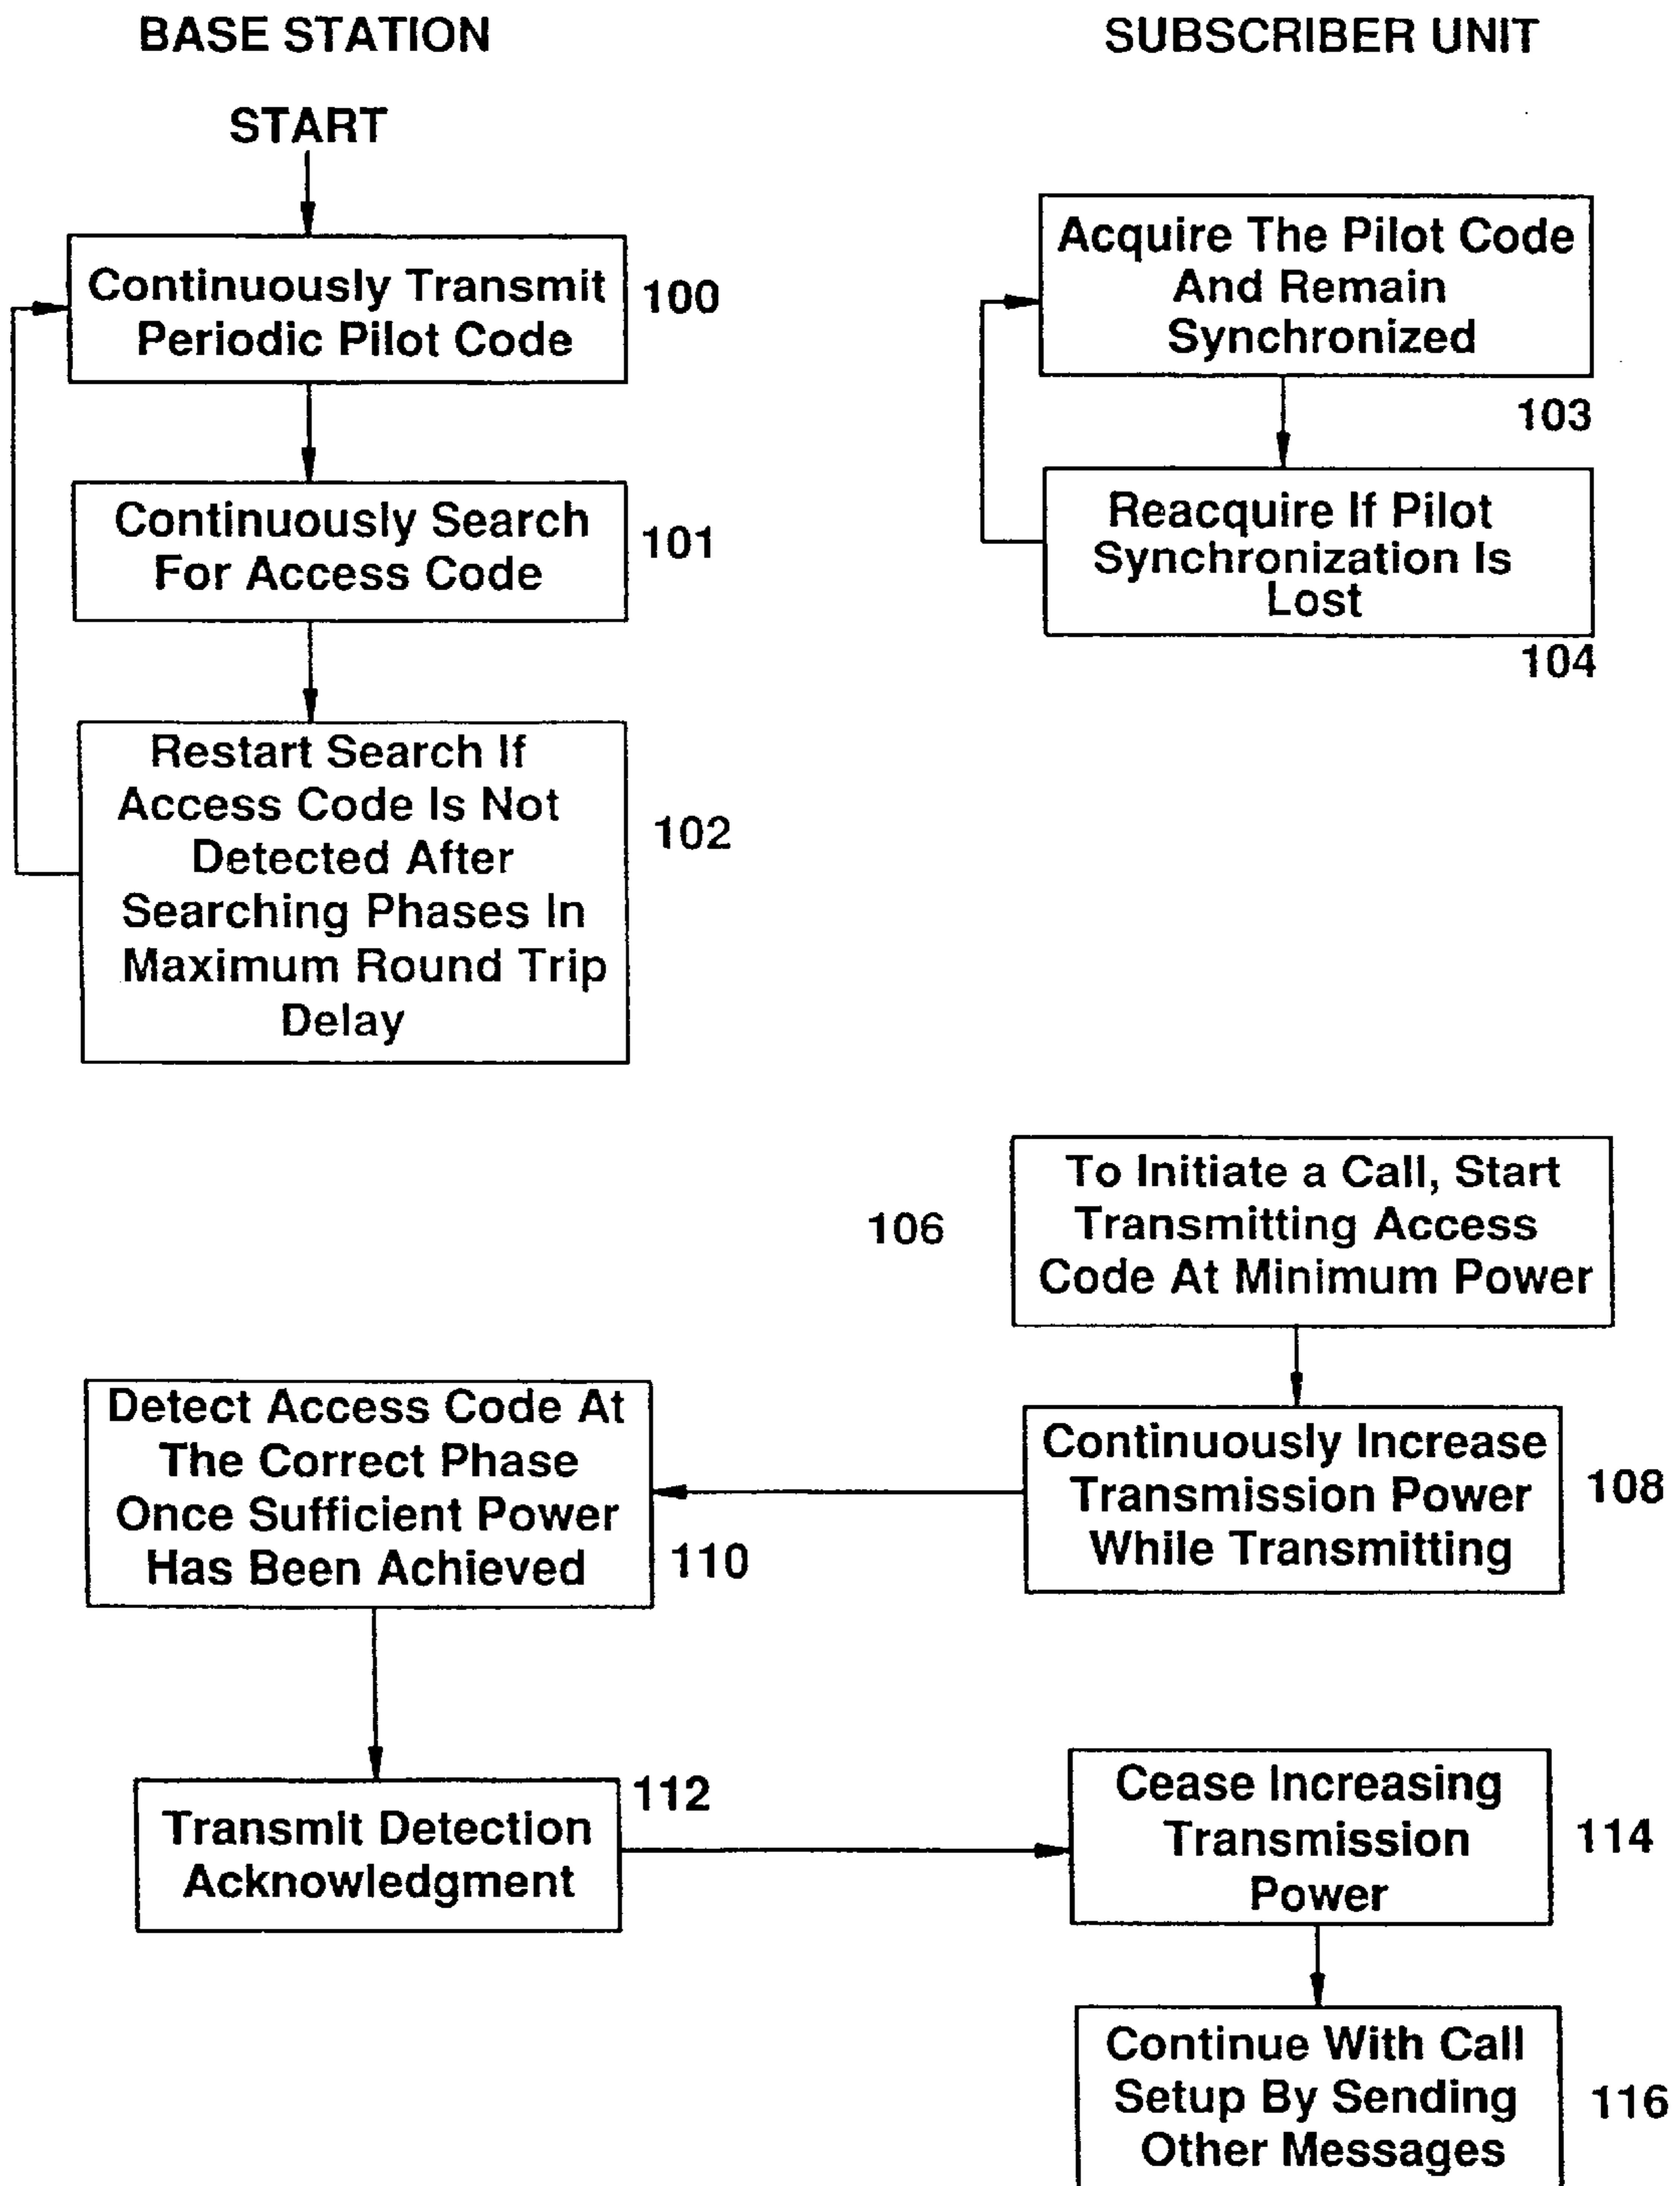 BASE STATION
SUBSCRIBER UNIT
START
Continuously Transmit
Periodic Pilot Code
100
Acquire The Pilot Code
And Remain
Synchronized
103
Continuously Search
For Access Code
101
Reacquire If Pilot
Synchronization Is
Lost
104
Restart Search If
Access Code Is Not
Detected After
Searching Phases In
Maximum Round Trip
Delay
102
106
To Initiate a Call, Start
Transmitting Access
Code At Minimum Power
Continuously Increase
Transmission Power
While Transmitting
108
Detect Access Code At
The Correct Phase
Once Sufficient Power
Has Been Achieved
110
Transmit Detection
Acknowledgment
112
Cease Increasing
Transmission
Power
114
Continue With Call
Setup By Sending
Other Messages
116